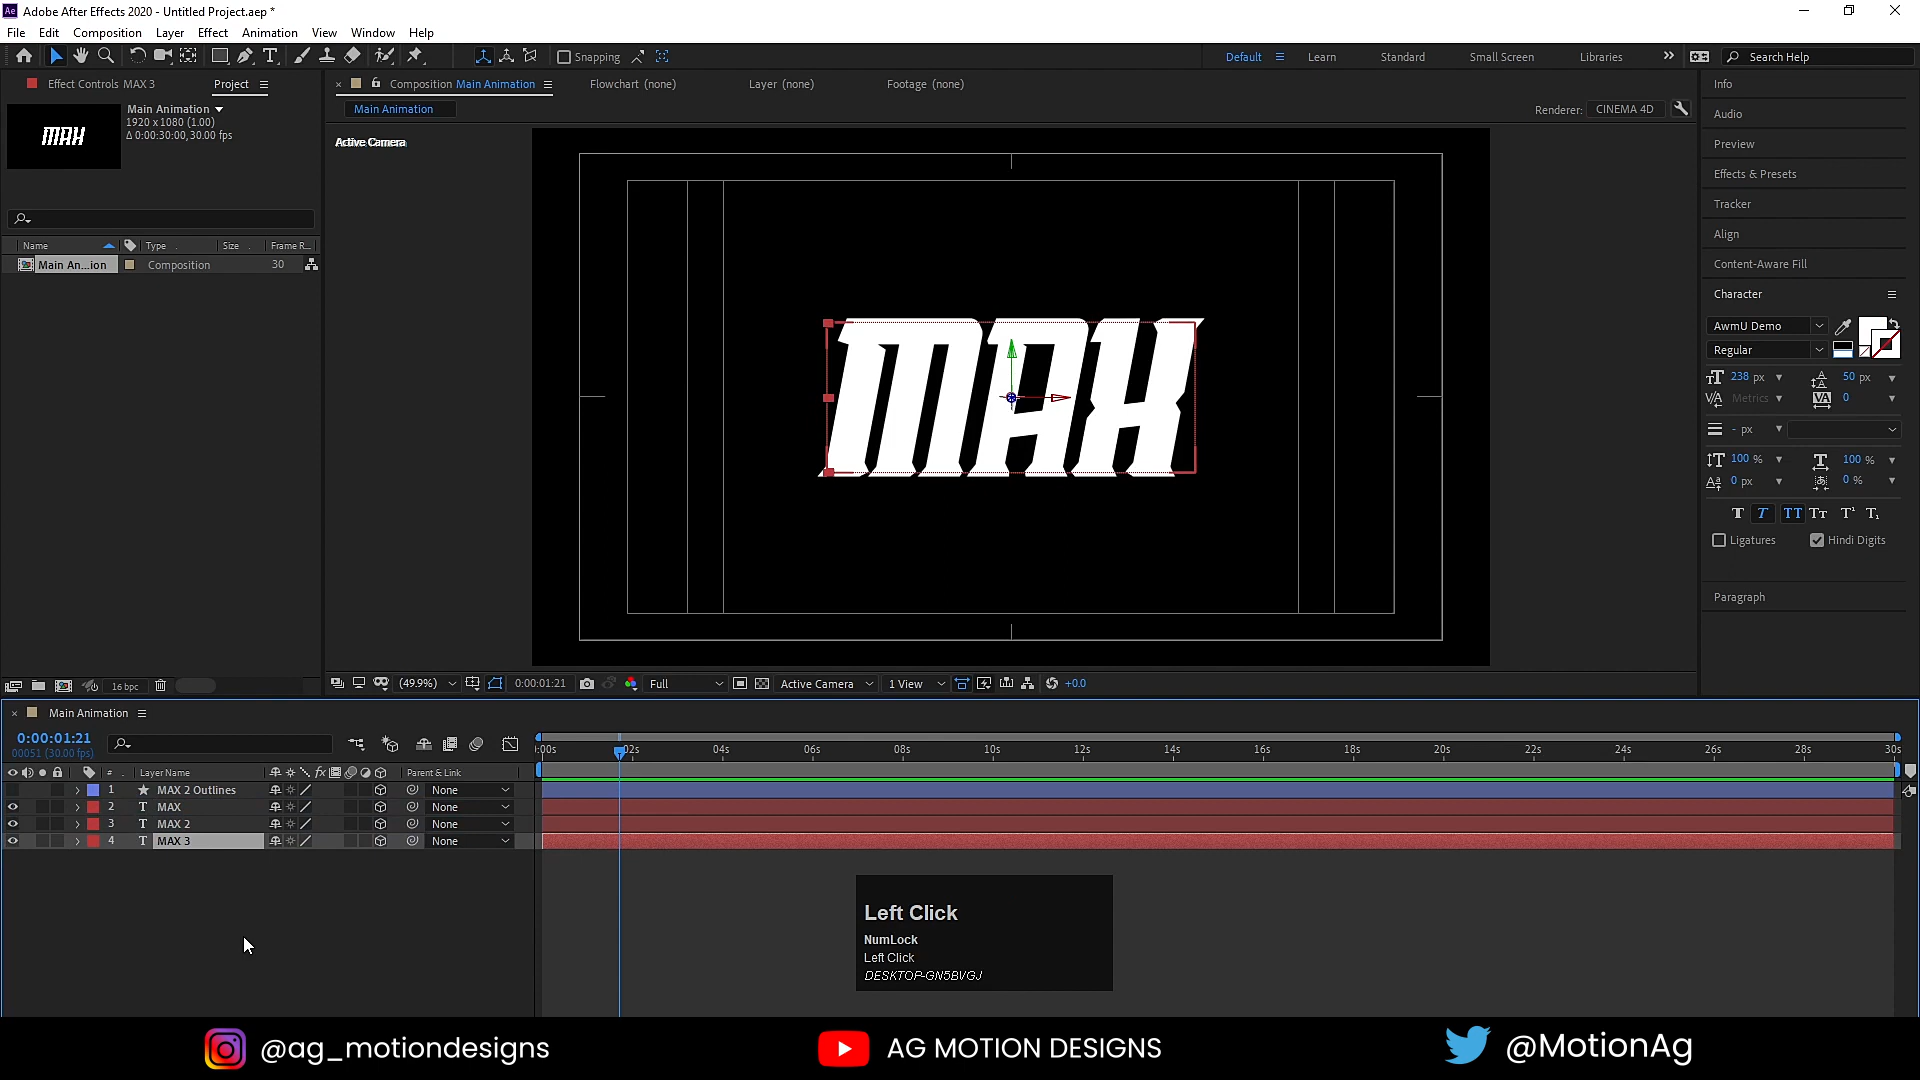 Ae Adobe After Effects 2020 - Untitled Project.aep *
File Edit Composition Layer Effect Animation View Window Help
Snapping
Default Learn Standard Small Screen Libraries
Search Help
Effect Controls MAX 3 Project
Main Animation
1920 x 1080 (1.00)
Δ 0:00:30:00, 30.00 fps
MAX
Name Type Size Frame R...
Main An...ion Composition 30
16 bpc
Composition Main Animation Flowchart (none) Layer (none) Footage (none)
Main Animation
Renderer: CINEMA 4D
Active Camera
MAX
(49.9%) 0:00:01:21 Full Active Camera 1 View +0.0
Info
Audio
Preview
Effects & Presets
Tracker
Align
Content-Aware Fill
Character
AwmU Demo
Regular
238 px 50 px
Metrics 0
- px
100 % 100 %
0 px 0 %
T T TT Tт T¹ T₁
Ligatures Hindi Digits
Paragraph
Main Animation
0:00:01:21
00051 (30.00 fps)
# Layer Name fx Parent & Link
1 MAX 2 Outlines None
2 T MAX None
3 T MAX 2 None
4 T MAX 3 None
):00s 02s 04s 06s 08s 10s 12s 14s 16s 18s 20s 22s 24s 26s 28s 30s
Left Click
NumLock
Left Click
DESKTOP-GN5BVGJ
@ag_motiondesigns AG MOTION DESIGNS @MotionAg